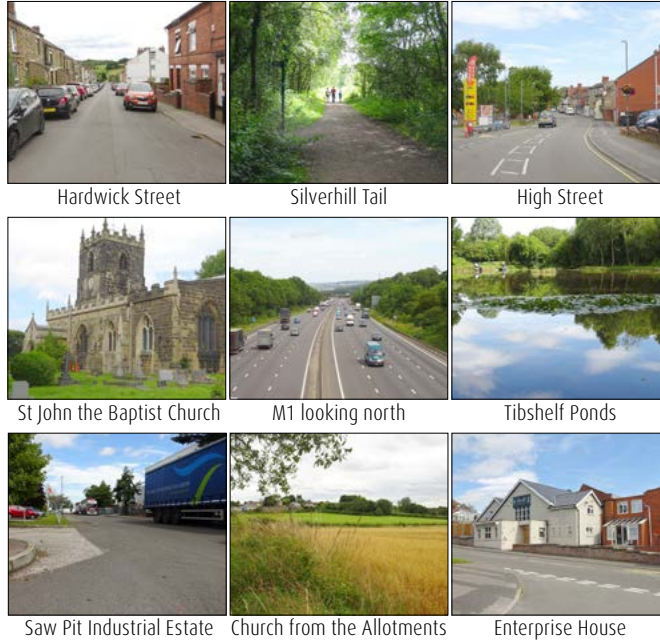 Hardwick Street
Silverhill Tail
High Street
St John the Baptist Church
M1 looking north
Tibshelf Ponds
Saw Pit Industrial Estate
Church from the Allotments
Enterprise House